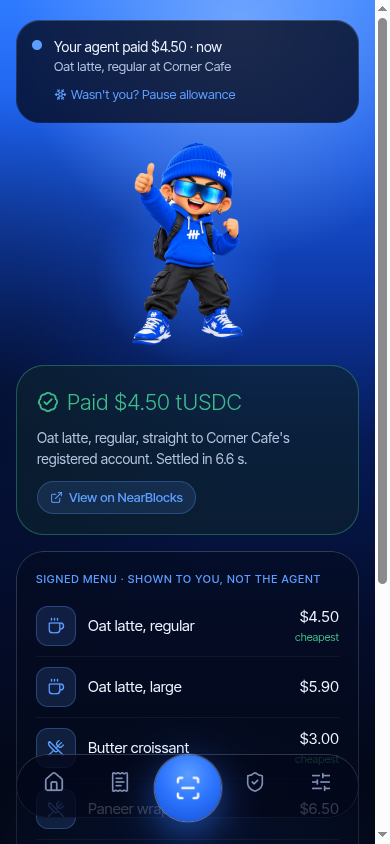 Your agent paid $4.50 · now
Oat latte, regular at Corner Cafe
Wasn't you? Pause allowance
Paid $4.50 tUSDC
Oat latte, regular, straight to Corner Cafe's
registered account. Settled in 6.6 s.
View on NearBlocks
SIGNED MENU · SHOWN TO YOU, NOT THE AGENT
Oat latte, regular
$4.50
cheapest
Oat latte, large
$5.90
Butter croissant
$3.00
cheapest
Paneer wrap
$6.50